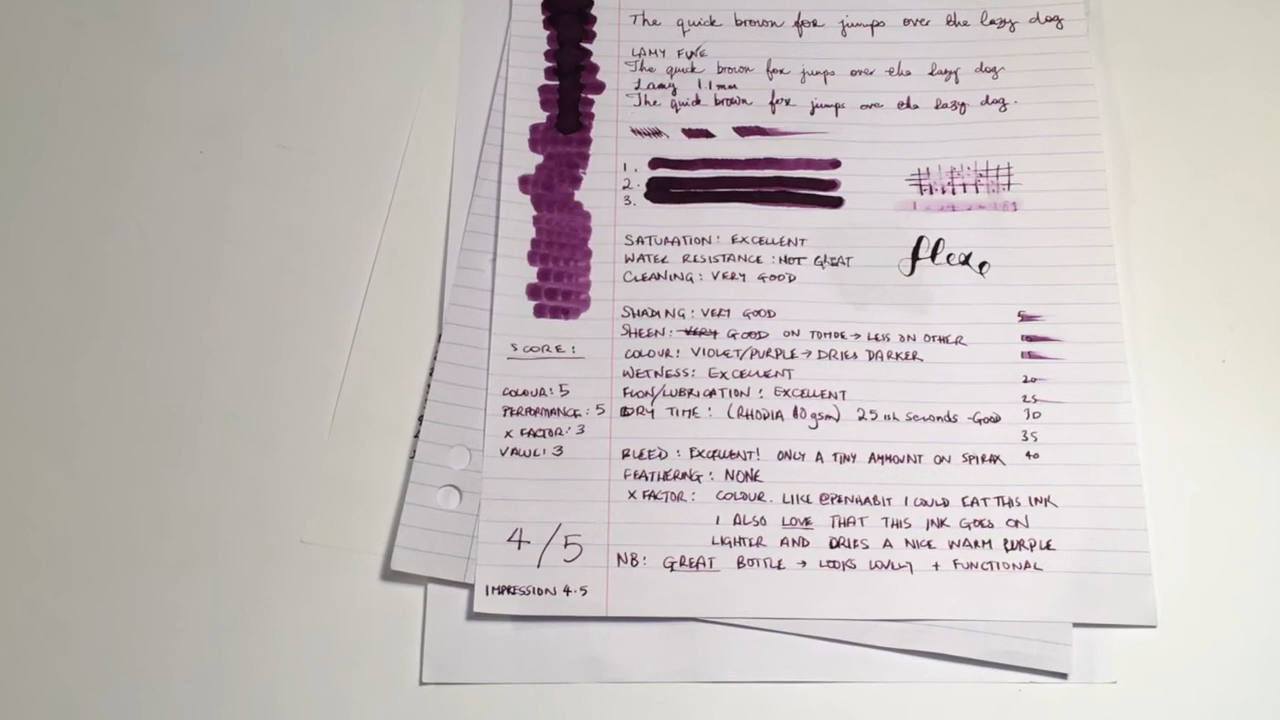 The quick brown fox jumps over the lazy dog
LAMY FINE
The quick brown fox jumps over the lazy dog.
Lamy 1.1mm
The quick brown fox jumps over the lazy dog.
1.
2.
3.
SATURATION: EXCELLENT
WATER RESISTANCE: NOT GREAT
CLEANING: VERY GOOD
flex
SHADING: VERY GOOD
5
SHEEN: VERY GOOD ON TOMOE → LESS ON OTHER
10
COLOUR: VIOLET/PURPLE → DRIES DARKER
15
WETNESS: EXCELLENT
20
FLOW/LUBRICATION: EXCELLENT
25
DRY TIME: (RHODIA 80gsm) 25 ish seconds - GOOD
30
35
BLEED: EXCELLENT! ONLY A TINY AMMOUNT ON SPIRAX
40
FEATHERING: NONE
X FACTOR: COLOUR. LIKE @PENHABIT I COULD EAT THIS INK
I ALSO LOVE THAT THIS INK GOES ON
LIGHTER AND DRIES A NICE WARM PURPLE
NB: GREAT BOTTLE → LOOKS LOVELY + FUNCTIONAL
SCORE:
COLOUR: 5
PERFORMANCE: 5
X FACTOR: 3
VALUE: 3
4/5
IMPRESSION 4.5